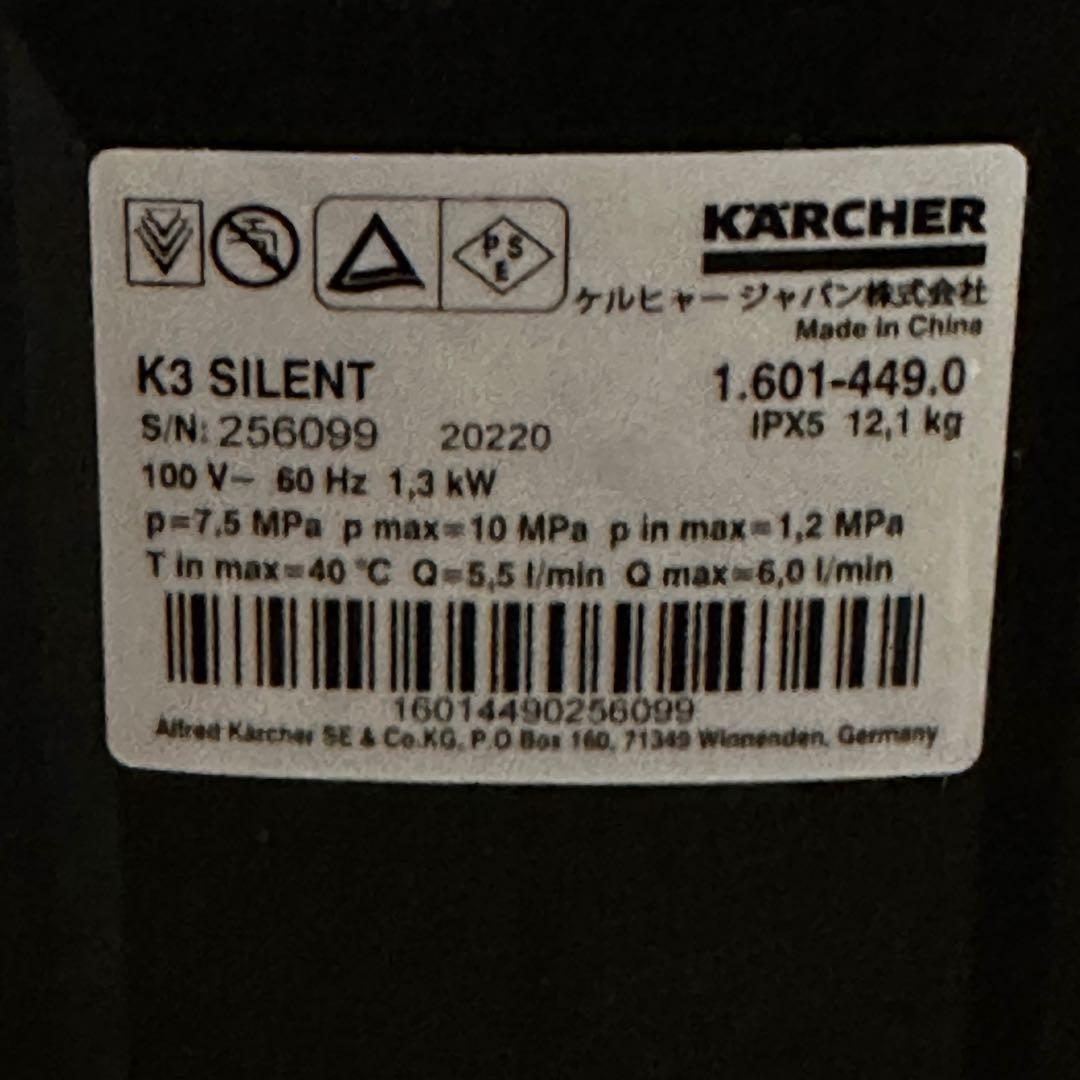 KÄRCHER
PSE
ケルヒャー ジャパン株式会社
Made in China
K3 SILENT 1.601-449.0
S/N: 256099 20220 IPX5 12,1 kg
100 V~ 60 Hz 1,3 kW
p=7,5 MPa p max=10 MPa p in max=1,2 MPa
T in max=40 °C Q=5,5 l/min Q max=6,0 l/min
16014490256099
Alfred Kärcher SE & Co.KG, P.O Box 160, 71349 Winnenden, Germany